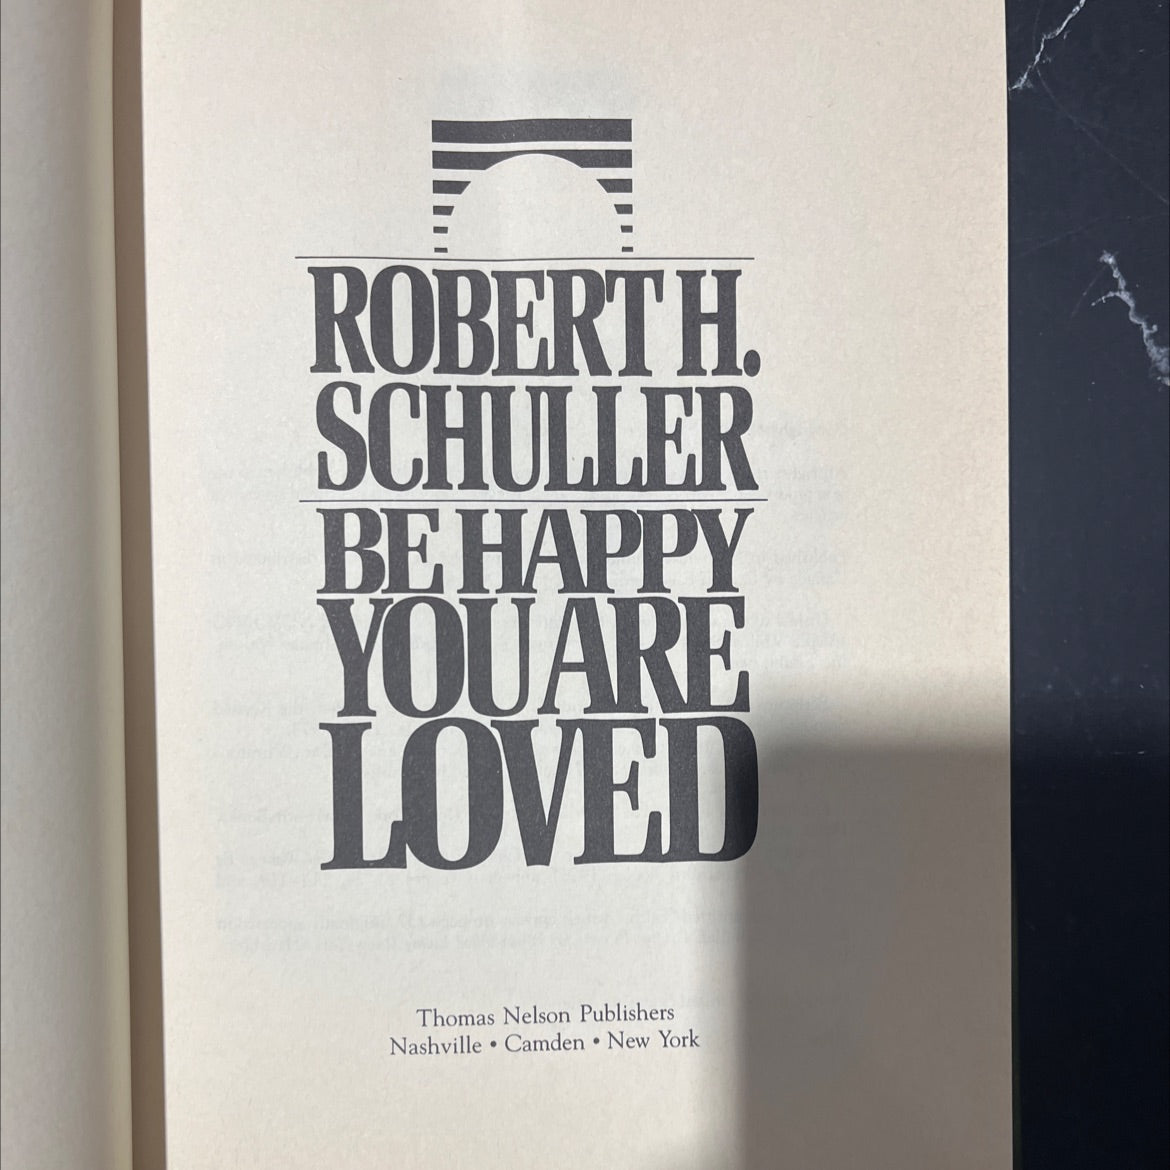 ROBERT H.
SCHULLER
BE HAPPY
YOU ARE
LOVED
Thomas Nelson Publishers
Nashville • Camden • New York